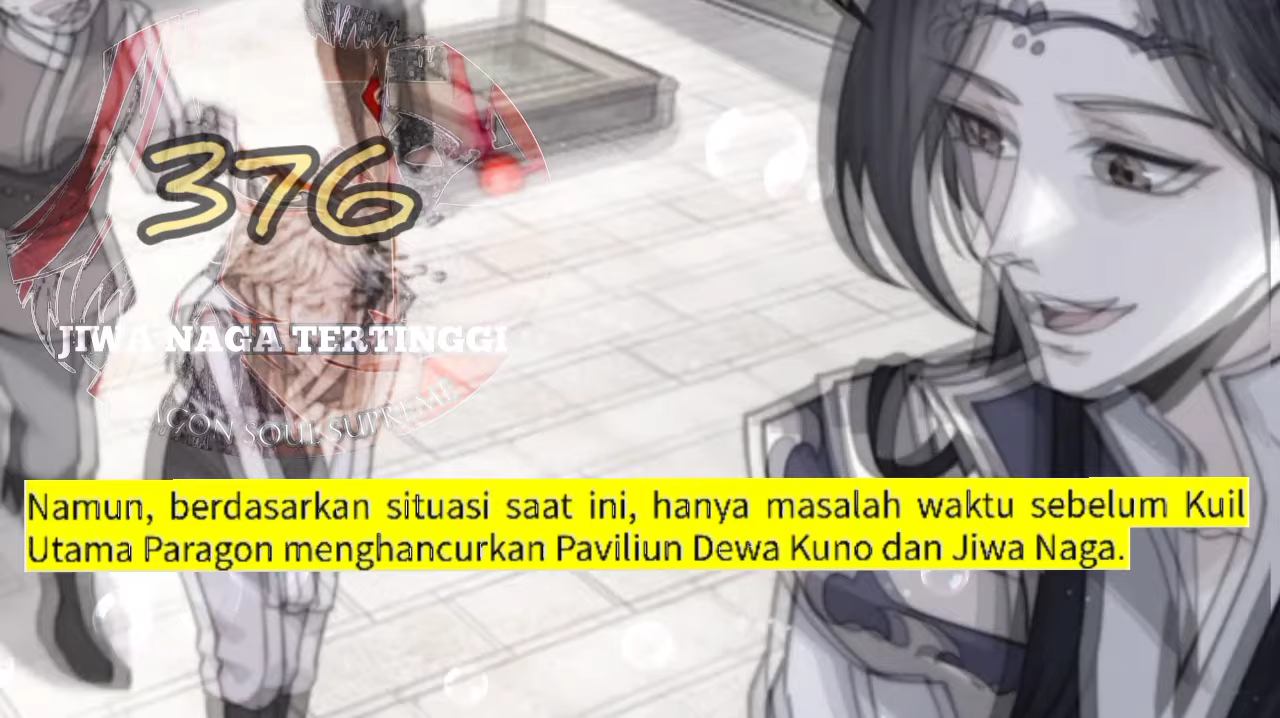 376
JIWA NAGA TERTINGGI
GON SOUL SUPREME
Namun, berdasarkan situasi saat ini, hanya masalah waktu sebelum Kuil
Utama Paragon menghancurkan Paviliun Dewa Kuno dan Jiwa Naga.